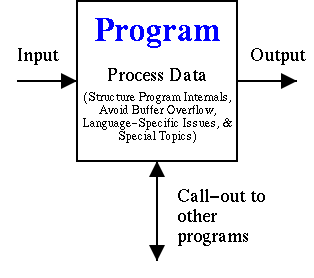 Program
Input
Output
Process Data
(Structure Program Internals,
Avoid Buffer Overflow,
Language-Specific Issues, &
Special Topics)
Call-out to
other
programs